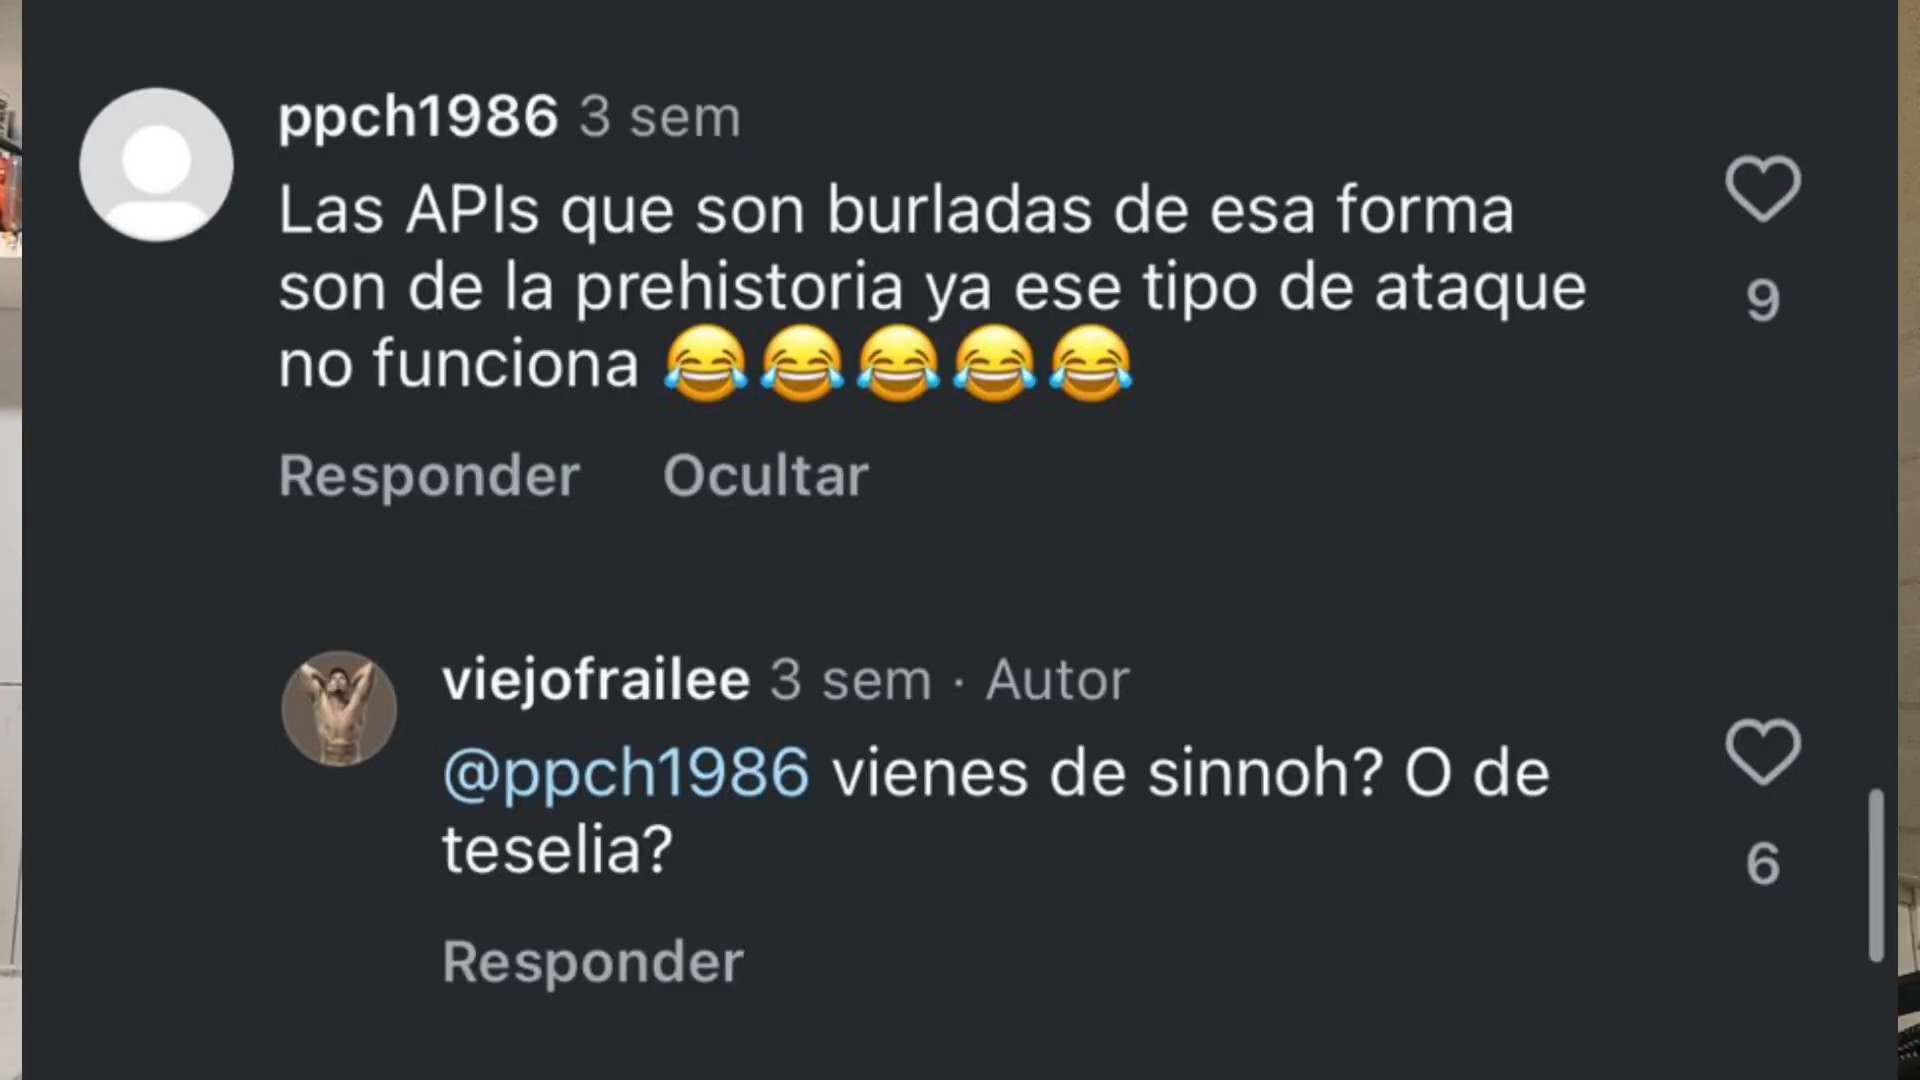 ppch1986 3 sem
Las APIs que son burladas de esa forma
son de la prehistoria ya ese tipo de ataque
no funciona 😂😂😂😂😂
9
Responder Ocultar
viejofrailee 3 sem · Autor
@ppch1986 vienes de sinnoh? O de
teselia?
6
Responder